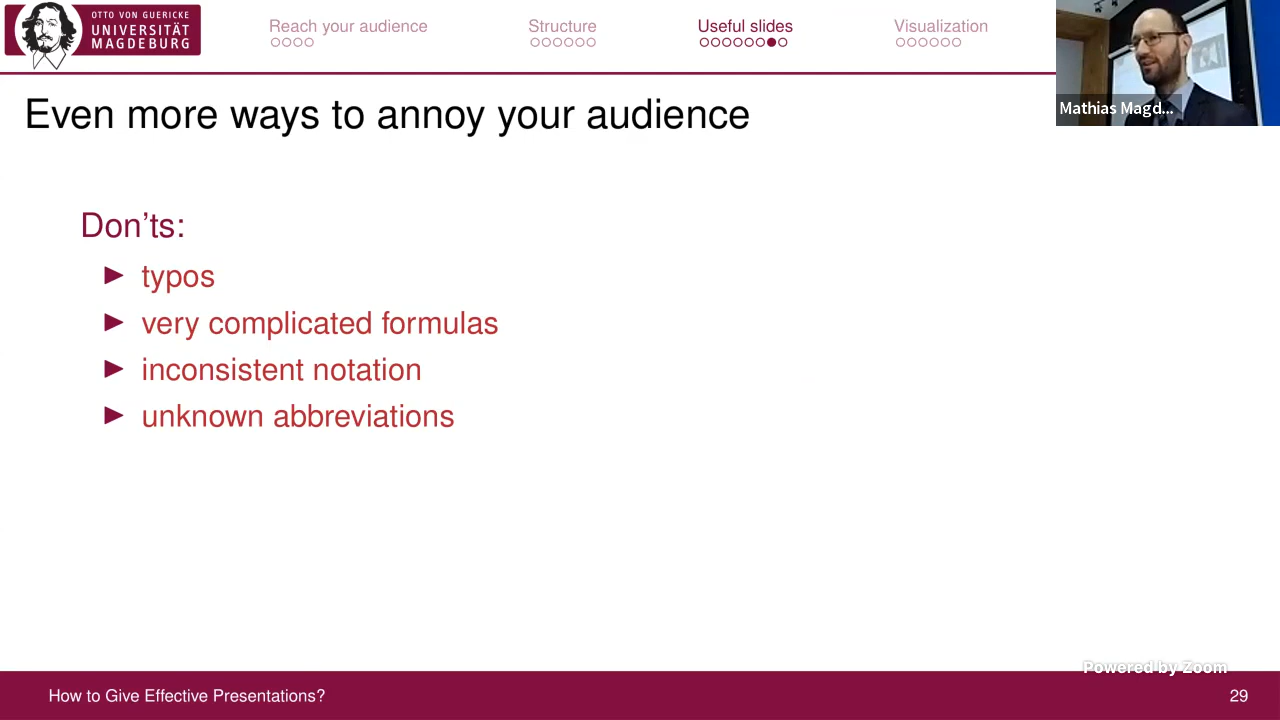 OTTO VON GUERICKE
UNIVERSITÄT
MAGDEBURG
Reach your audience
Structure
Useful slides
Visualization
Mathias Magd...
Even more ways to annoy your audience
Don'ts:
typos
very complicated formulas
inconsistent notation
unknown abbreviations
Powered by Zoom
How to Give Effective Presentations?
29